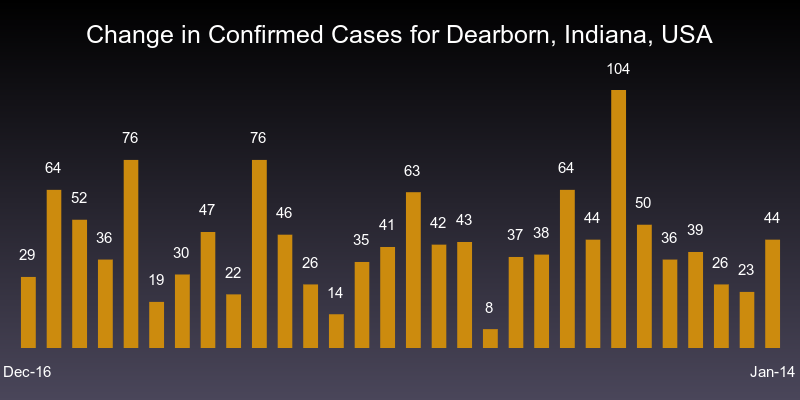 Change in Confirmed Cases for Dearborn, Indiana, USA
29 64 52 36 76 19 30 47 22 76 46 26 14 35 41 63 42 43 8 37 38 64 44 104 50 36 39 26 23 44
Dec-16 Jan-14